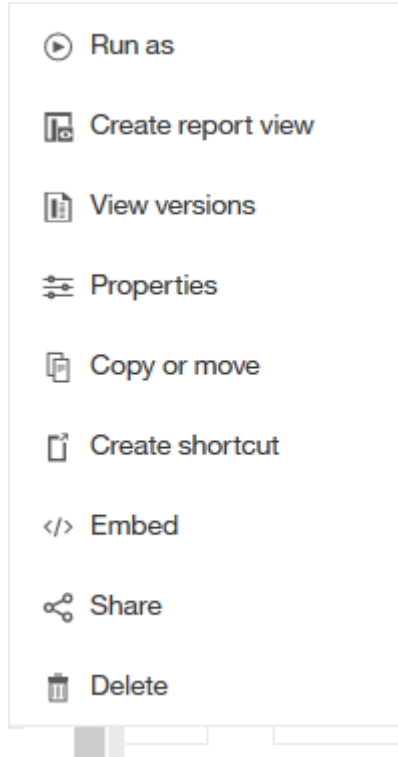 Run as
Create report view
View versions
Properties
Copy or move
Create shortcut
Embed
Share
Delete